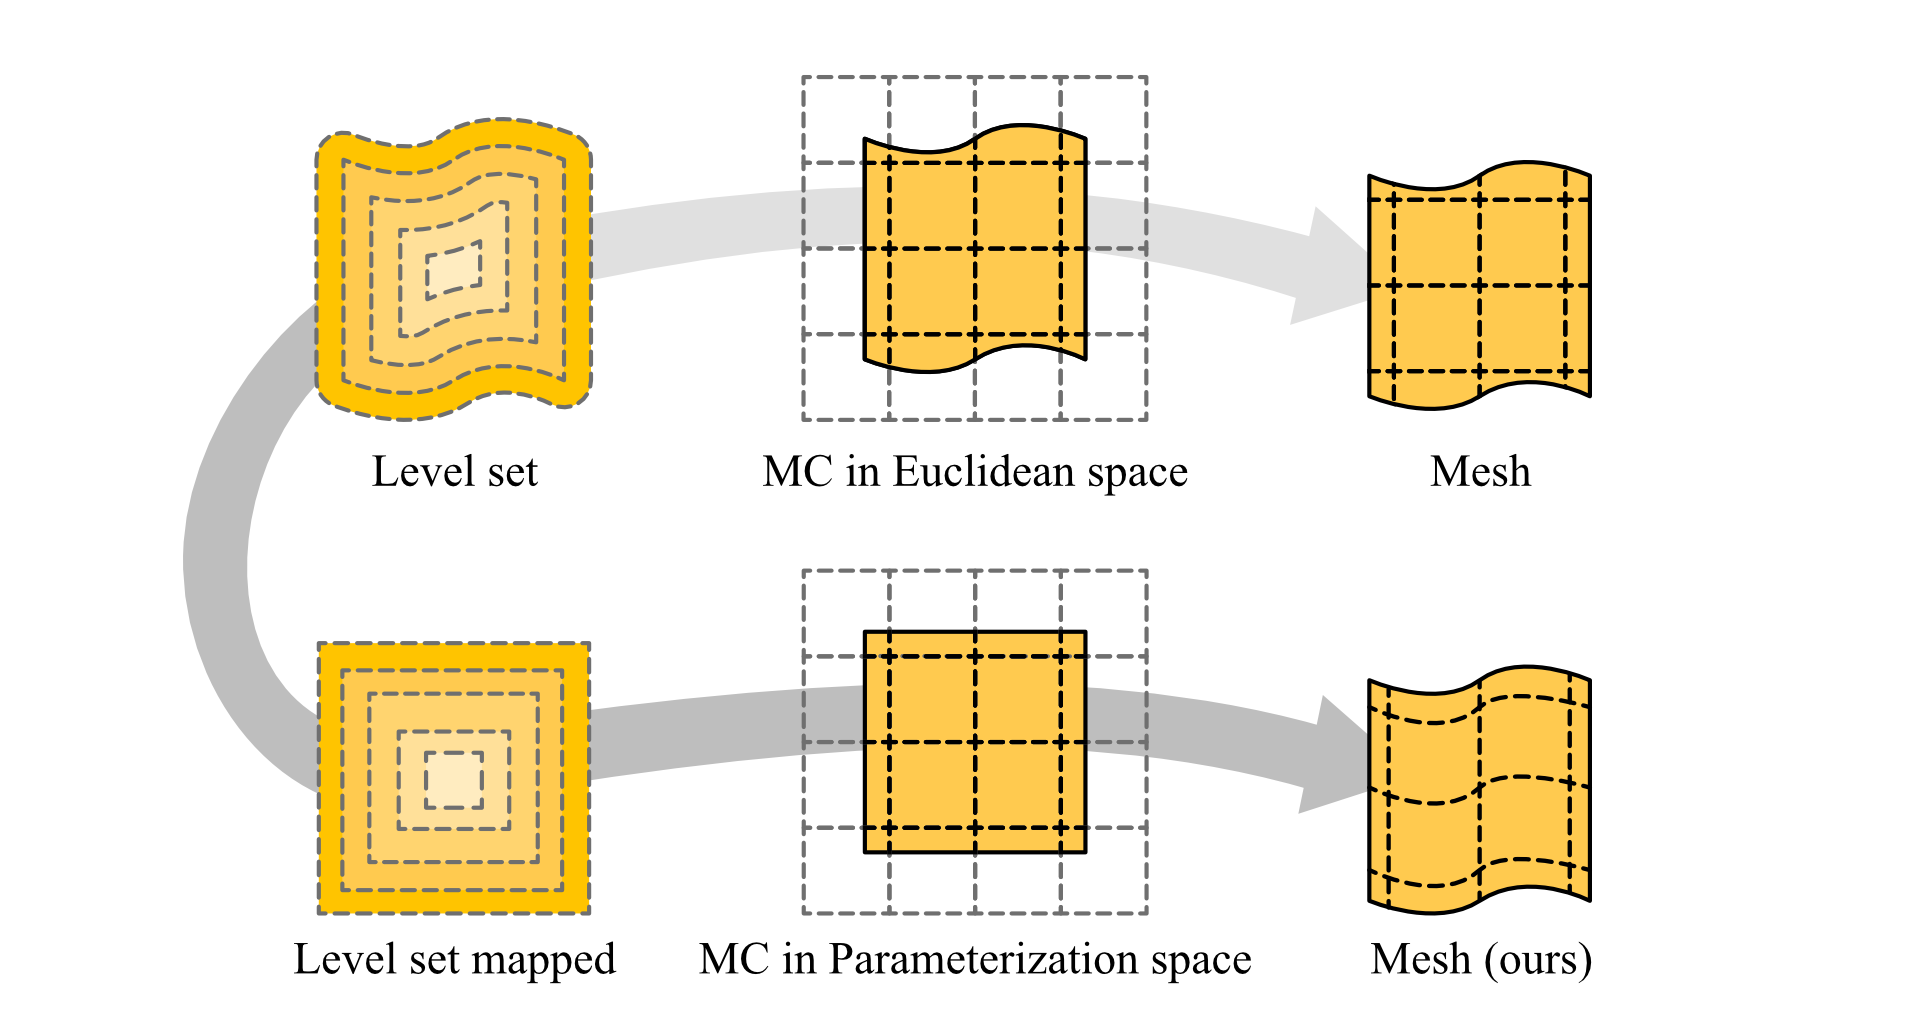 Level set
MC in Euclidean space
Mesh
Level set mapped
MC in Parameterization space
Mesh (ours)